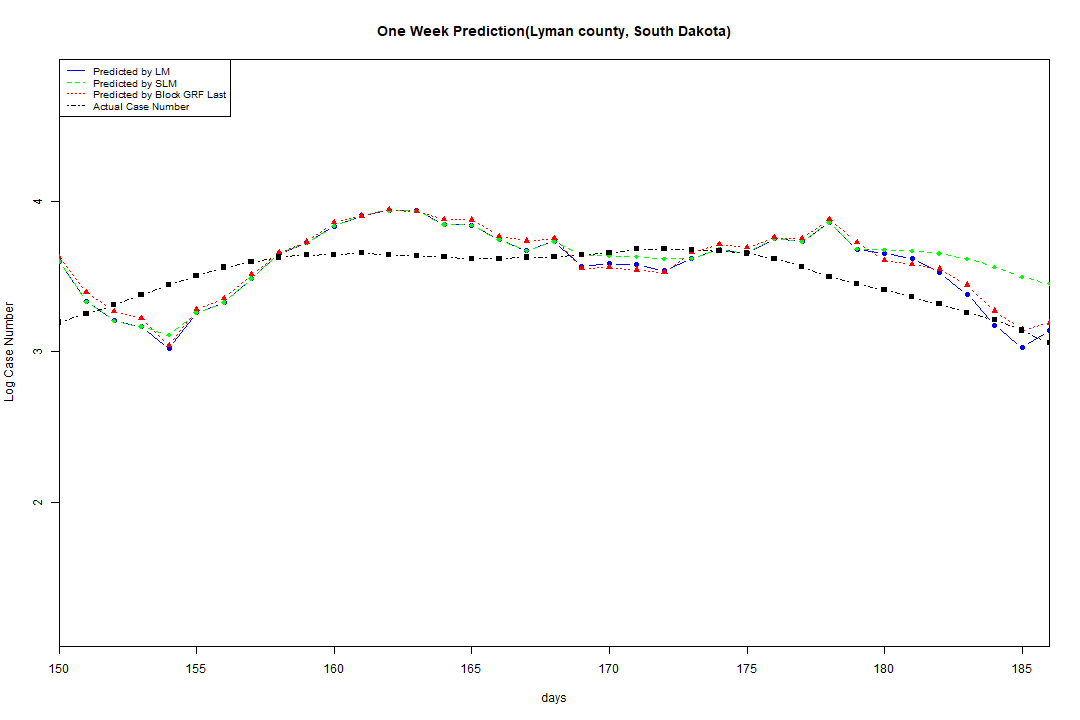 One Week Prediction(Lyman county, South Dakota)
Predicted by LM
Predicted by SLM
Predicted by Block GRF Last
Actual Case Number
4
3
2
Log Case Number
150 155 160 165 170 175 180 185
days